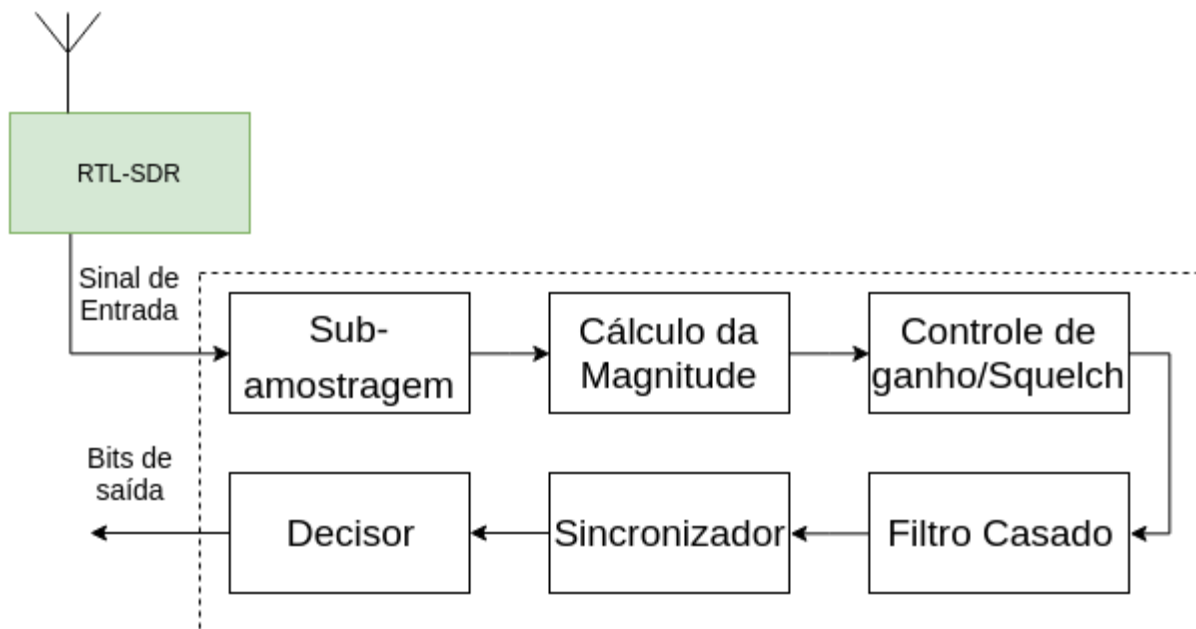 RTL-SDR
Sinal de
Entrada
Sub-
amostragem
Cálculo da
Magnitude
Controle de
ganho/Squelch
Bits de
saída
Decisor
Sincronizador
Filtro Casado